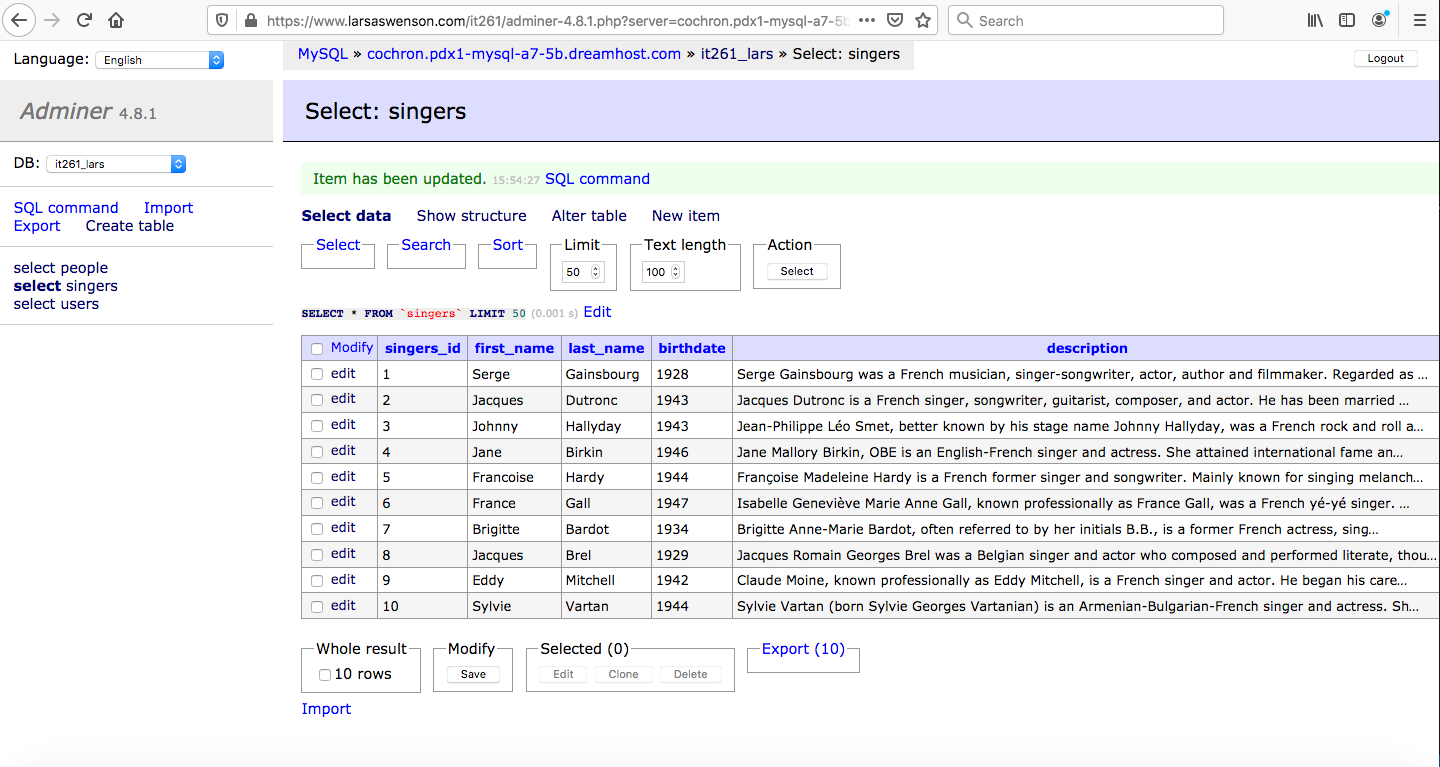 https://www.larsaswenson.com/it261/adminer-4.8.1.php?server=cochron.pdx1-mysql-a7-5b
Search
Language: English
MySQL » cochron.pdx1-mysql-a7-5b.dreamhost.com » it261_lars » Select: singers
Logout
Adminer 4.8.1
Select: singers
DB: it261_lars
Item has been updated. 15:54:27 SQL command
SQL command Import
Export Create table
Select data Show structure Alter table New item
Select Search Sort Limit Text length Action
50 100 Select
select people
select singers
select users
SELECT * FROM `singers` LIMIT 50 (0.001 s) Edit
Modify singers_id first_name last_name birthdate description
edit 1 Serge Gainsbourg 1928 Serge Gainsbourg was a French musician, singer-songwriter, actor, author and filmmaker. Regarded as ...
edit 2 Jacques Dutronc 1943 Jacques Dutronc is a French singer, songwriter, guitarist, composer, and actor. He has been married ...
edit 3 Johnny Hallyday 1943 Jean-Philippe Léo Smet, better known by his stage name Johnny Hallyday, was a French rock and roll a...
edit 4 Jane Birkin 1946 Jane Mallory Birkin, OBE is an English-French singer and actress. She attained international fame an...
edit 5 Francoise Hardy 1944 Françoise Madeleine Hardy is a French former singer and songwriter. Mainly known for singing melanch...
edit 6 France Gall 1947 Isabelle Geneviève Marie Anne Gall, known professionally as France Gall, was a French yé-yé singer. ...
edit 7 Brigitte Bardot 1934 Brigitte Anne-Marie Bardot, often referred to by her initials B.B., is a former French actress, sing...
edit 8 Jacques Brel 1929 Jacques Romain Georges Brel was a Belgian singer and actor who composed and performed literate, thou...
edit 9 Eddy Mitchell 1942 Claude Moine, known professionally as Eddy Mitchell, is a French singer and actor. He began his care...
edit 10 Sylvie Vartan 1944 Sylvie Vartan (born Sylvie Georges Vartanian) is an Armenian-Bulgarian-French singer and actress. Sh...
Whole result Modify Selected (0) Export (10)
10 rows Save Edit Clone Delete
Import